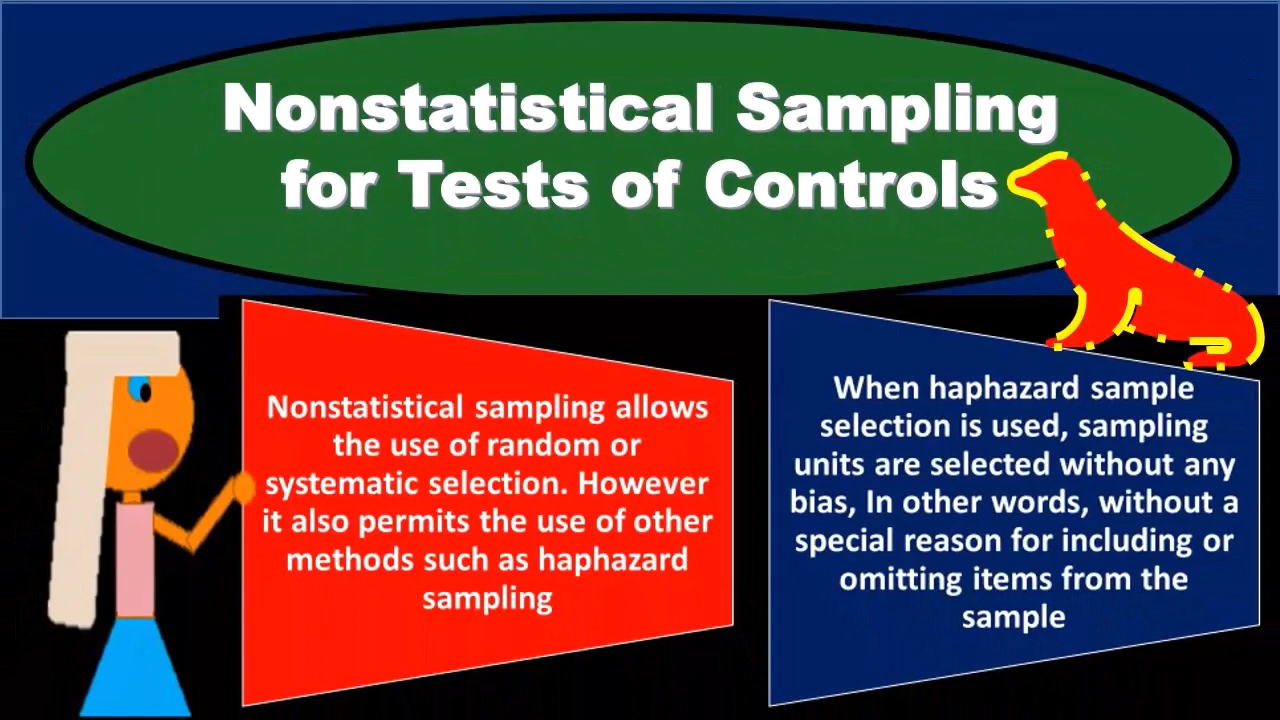 Nonstatistical Sampling
for Tests of Controls
Nonstatistical sampling allows
the use of random or
systematic selection. However
it also permits the use of other
methods such as haphazard
sampling
When haphazard sample
selection is used, sampling
units are selected without any
bias, In other words, without a
special reason for including or
omitting items from the
sample